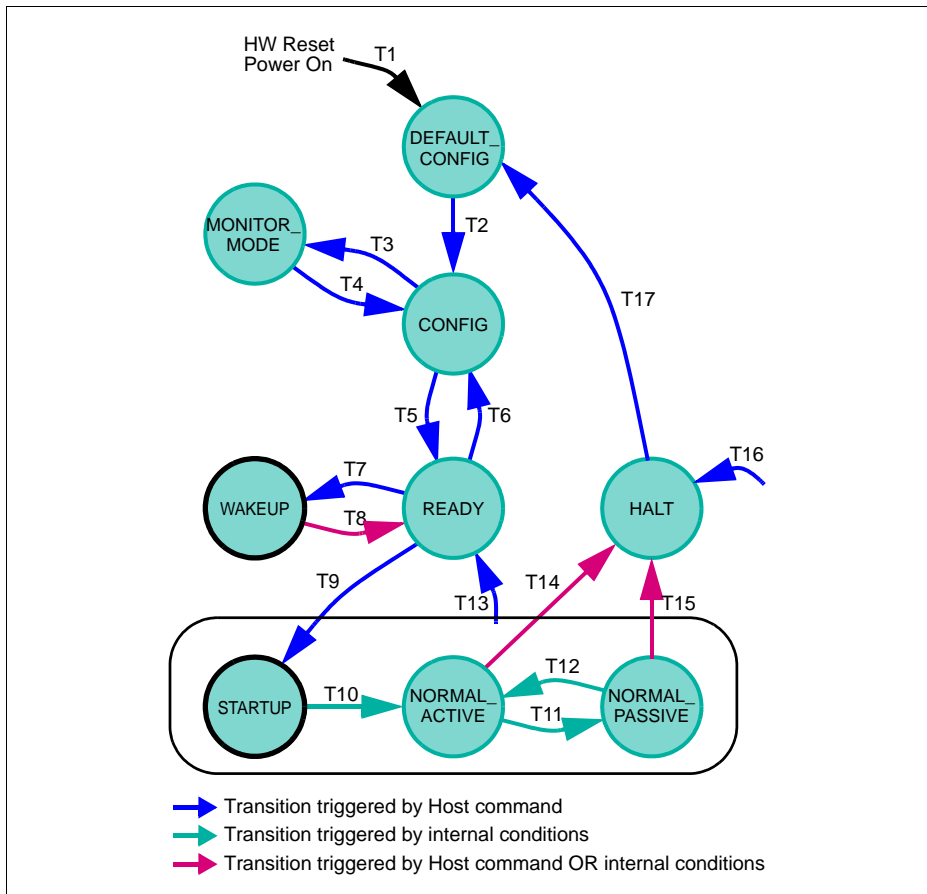 HW Reset
Power On
T1
DEFAULT_
CONFIG
T2
MONITOR_
MODE
T3
T4
CONFIG
T17
T5
T6
T16
T7
WAKEUP
T8
READY
HALT
T9
T13
T14
T15
STARTUP
T10
NORMAL_
ACTIVE
T12
T11
NORMAL_
PASSIVE
Transition triggered by Host command
Transition triggered by internal conditions
Transition triggered by Host command OR internal conditions